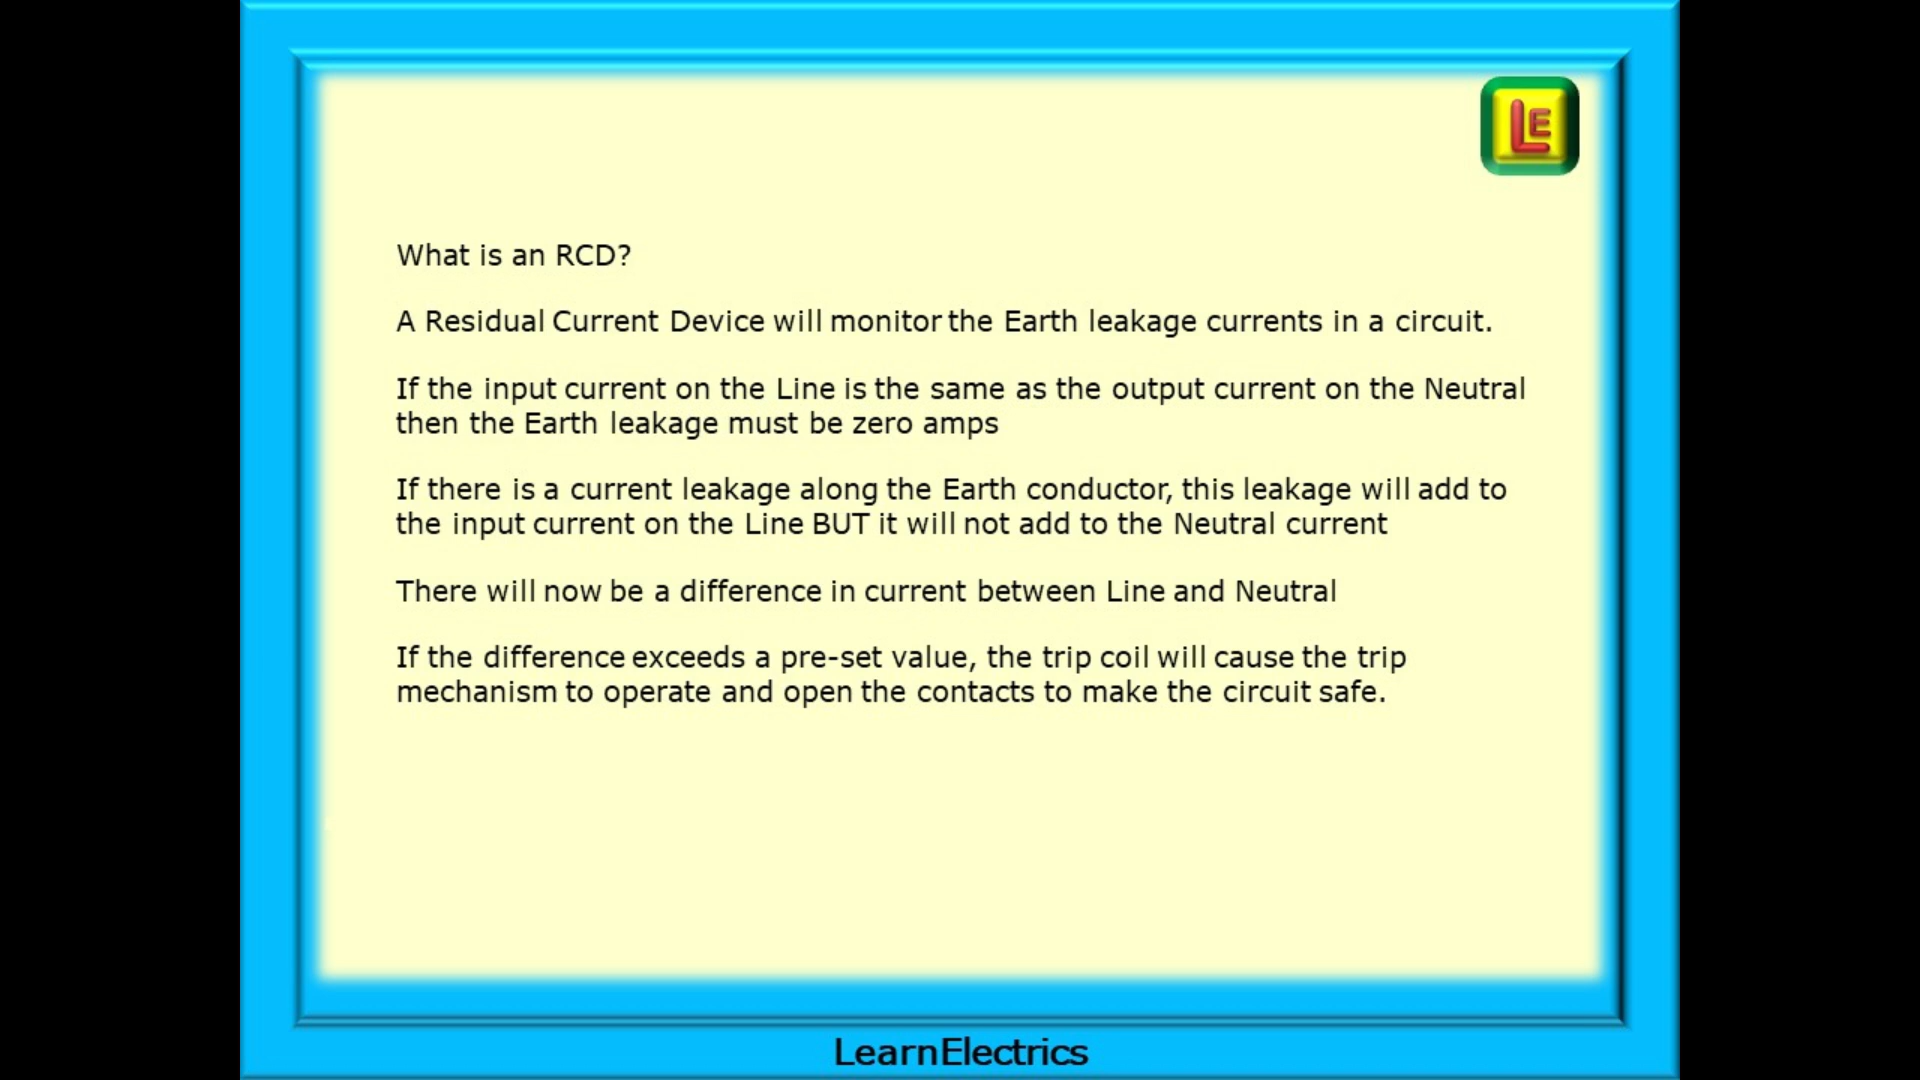 LE
What is an RCD?
A Residual Current Device will monitor the Earth leakage currents in a circuit.
If the input current on the Line is the same as the output current on the Neutral
then the Earth leakage must be zero amps
If there is a current leakage along the Earth conductor, this leakage will add to
the input current on the Line BUT it will not add to the Neutral current
There will now be a difference in current between Line and Neutral
If the difference exceeds a pre-set value, the trip coil will cause the trip
mechanism to operate and open the contacts to make the circuit safe.
LearnElectrics